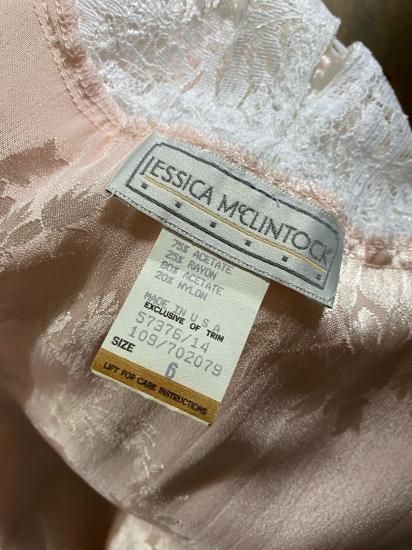 JESSICA McCLINTOCK
75% ACETATE
25% RAYON
80% ACETATE
20% NYLON
MADE IN U.S.A
EXCLUSIVE OF TRIM
57376/14
109/702079
SIZE 6
LIFT FOR CARE INSTRUCTIONS